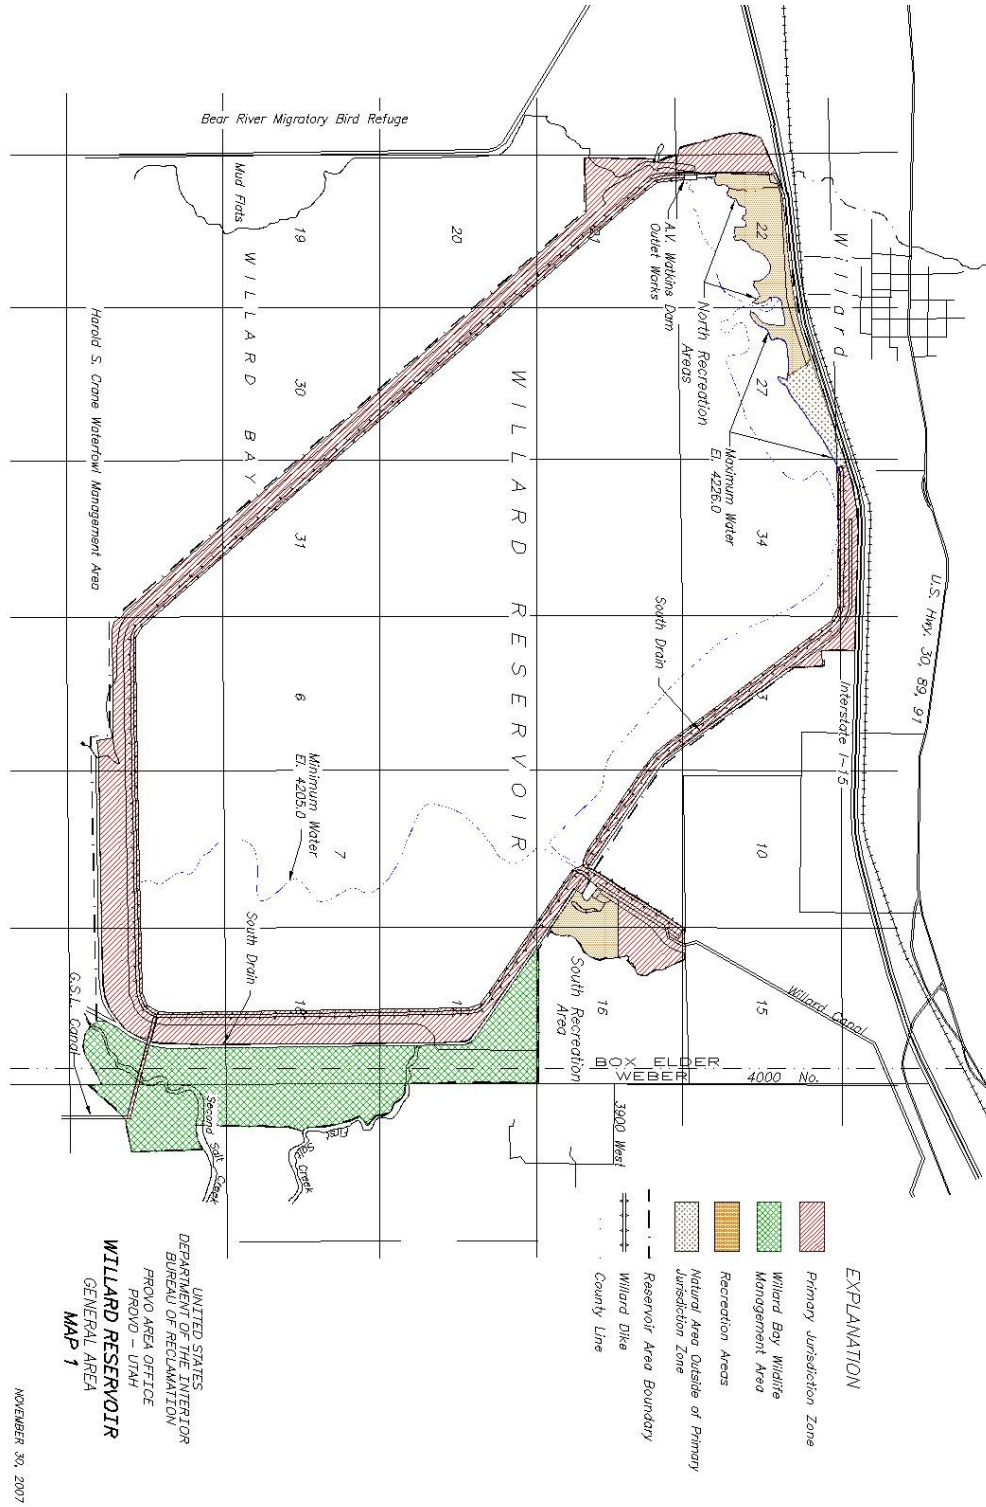 Bear River Migratory Bird Refuge
Mud Flats
WILLARD BAY
Harold S. Crane Waterfowl Management Area
WILLARD RESERVOIR
19
20
21
22
30
27
31
34
6
3
7
10
18
17
16
15
Willard
A.V. Watkins Dam
Outlet Works
North Recreation
Areas
Maximum Water
El. 4226.0
U.S. Hwy. 30, 89, 91
Interstate I-15
South Drain
Minimum Water
El. 4205.0
South Drain
G.S.L. Canal
South Recreation
Area
Willard Canal
BOX ELDER
WEBER
4000 No.
3900 West
Second Salt Creek
First Salt Creek
EXPLANATION
Primary Jurisdiction Zone
Willard Bay Wildlife
Management Area
Recreation Areas
Natural Area Outside of Primary
Jurisdiction Zone
Reservoir Area Boundary
Willard Dike
County Line
UNITED STATES
DEPARTMENT OF THE INTERIOR
BUREAU OF RECLAMATION
PROVO AREA OFFICE
PROVO - UTAH
WILLARD RESERVOIR
GENERAL AREA
MAP 1
NOVEMBER 30, 2007